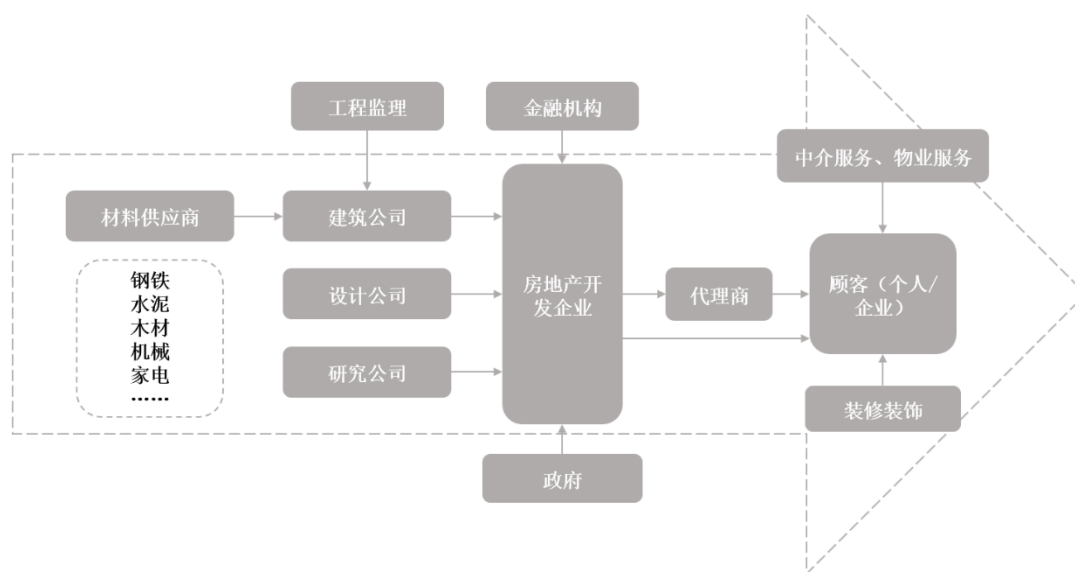 工程监理
金融机构
中介服务、物业服务
材料供应商
建筑公司
钢铁
水泥
木材
机械
家电
……
设计公司
研究公司
房地产开
发企业
代理商
顾客（个人/
企业）
装修装饰
政府